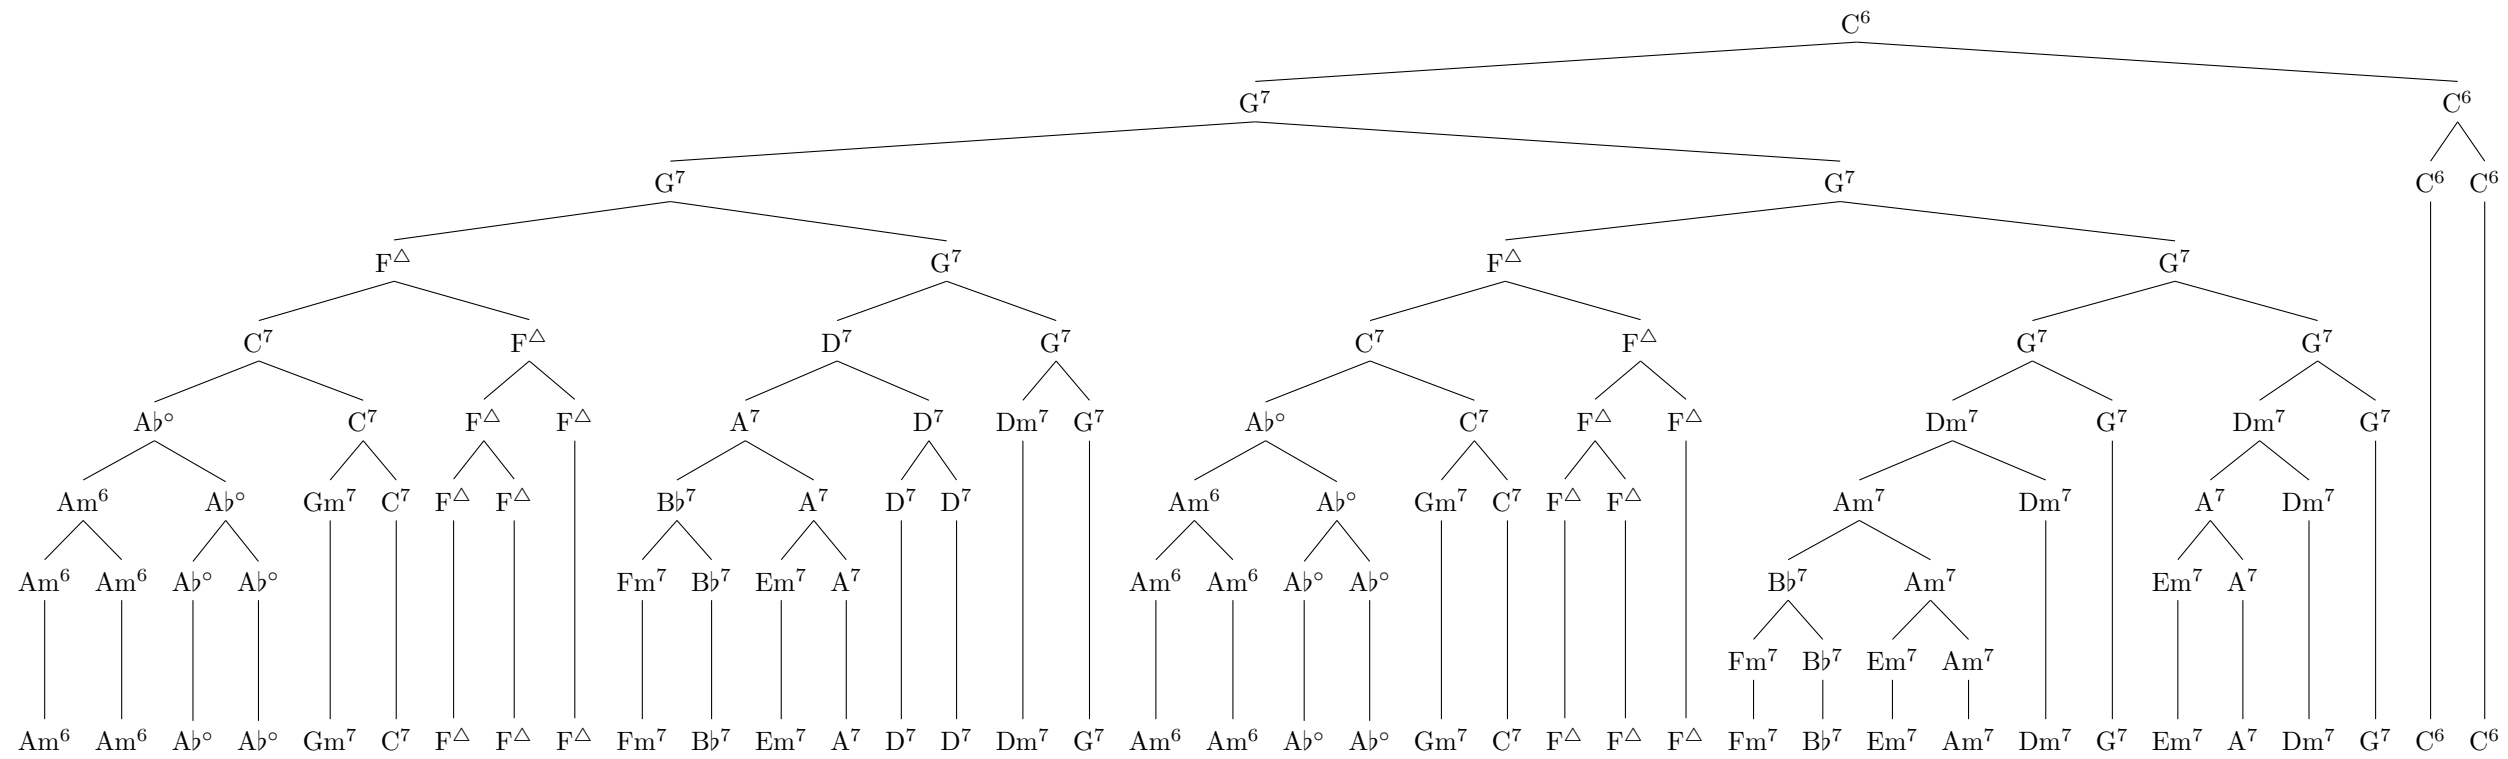 C⁶
G⁷ C⁶
G⁷ G⁷ C⁶ C⁶
F△ G⁷ F△ G⁷
C⁷ F△ D⁷ G⁷ C⁷ F△ G⁷ G⁷
A♭° C⁷ F△ F△ A⁷ D⁷ Dm⁷ G⁷ A♭° C⁷ F△ F△ Dm⁷ G⁷ Dm⁷ G⁷
Am⁶ A♭° Gm⁷ C⁷ F△ F△ B♭⁷ A⁷ D⁷ D⁷ Am⁶ A♭° Gm⁷ C⁷ F△ F△ Am⁷ Dm⁷ A⁷ Dm⁷
Am⁶ Am⁶ A♭° A♭° Fm⁷ B♭⁷ Em⁷ A⁷ Am⁶ Am⁶ A♭° A♭° B♭⁷ Am⁷ Em⁷ A⁷
Fm⁷ B♭⁷ Em⁷ Am⁷
Am⁶ Am⁶ A♭° A♭° Gm⁷ C⁷ F△ F△ F△ Fm⁷ B♭⁷ Em⁷ A⁷ D⁷ D⁷ Dm⁷ G⁷ Am⁶ Am⁶ A♭° A♭° Gm⁷ C⁷ F△ F△ F△ Fm⁷ B♭⁷ Em⁷ Am⁷ Dm⁷ G⁷ Em⁷ A⁷ Dm⁷ G⁷ C⁶ C⁶